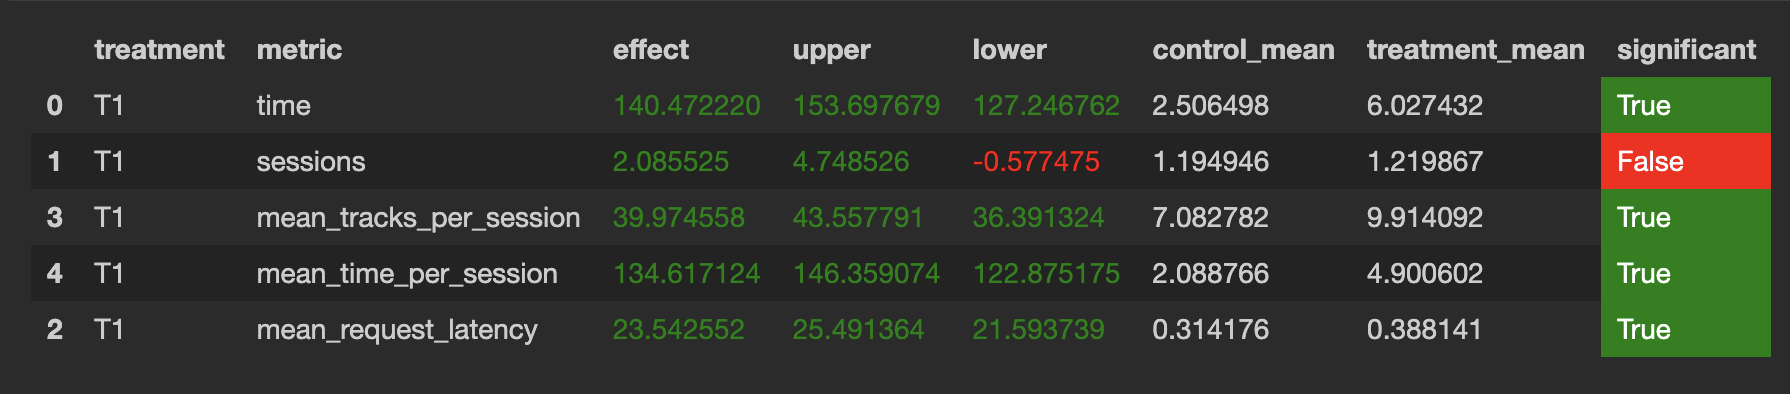 treatment metric effect upper lower control_mean treatment_mean significant
0 T1 time 140.472220 153.697679 127.246762 2.506498 6.027432 True
1 T1 sessions 2.085525 4.748526 -0.577475 1.194946 1.219867 False
3 T1 mean_tracks_per_session 39.974558 43.557791 36.391324 7.082782 9.914092 True
4 T1 mean_time_per_session 134.617124 146.359074 122.875175 2.088766 4.900602 True
2 T1 mean_request_latency 23.542552 25.491364 21.593739 0.314176 0.388141 True